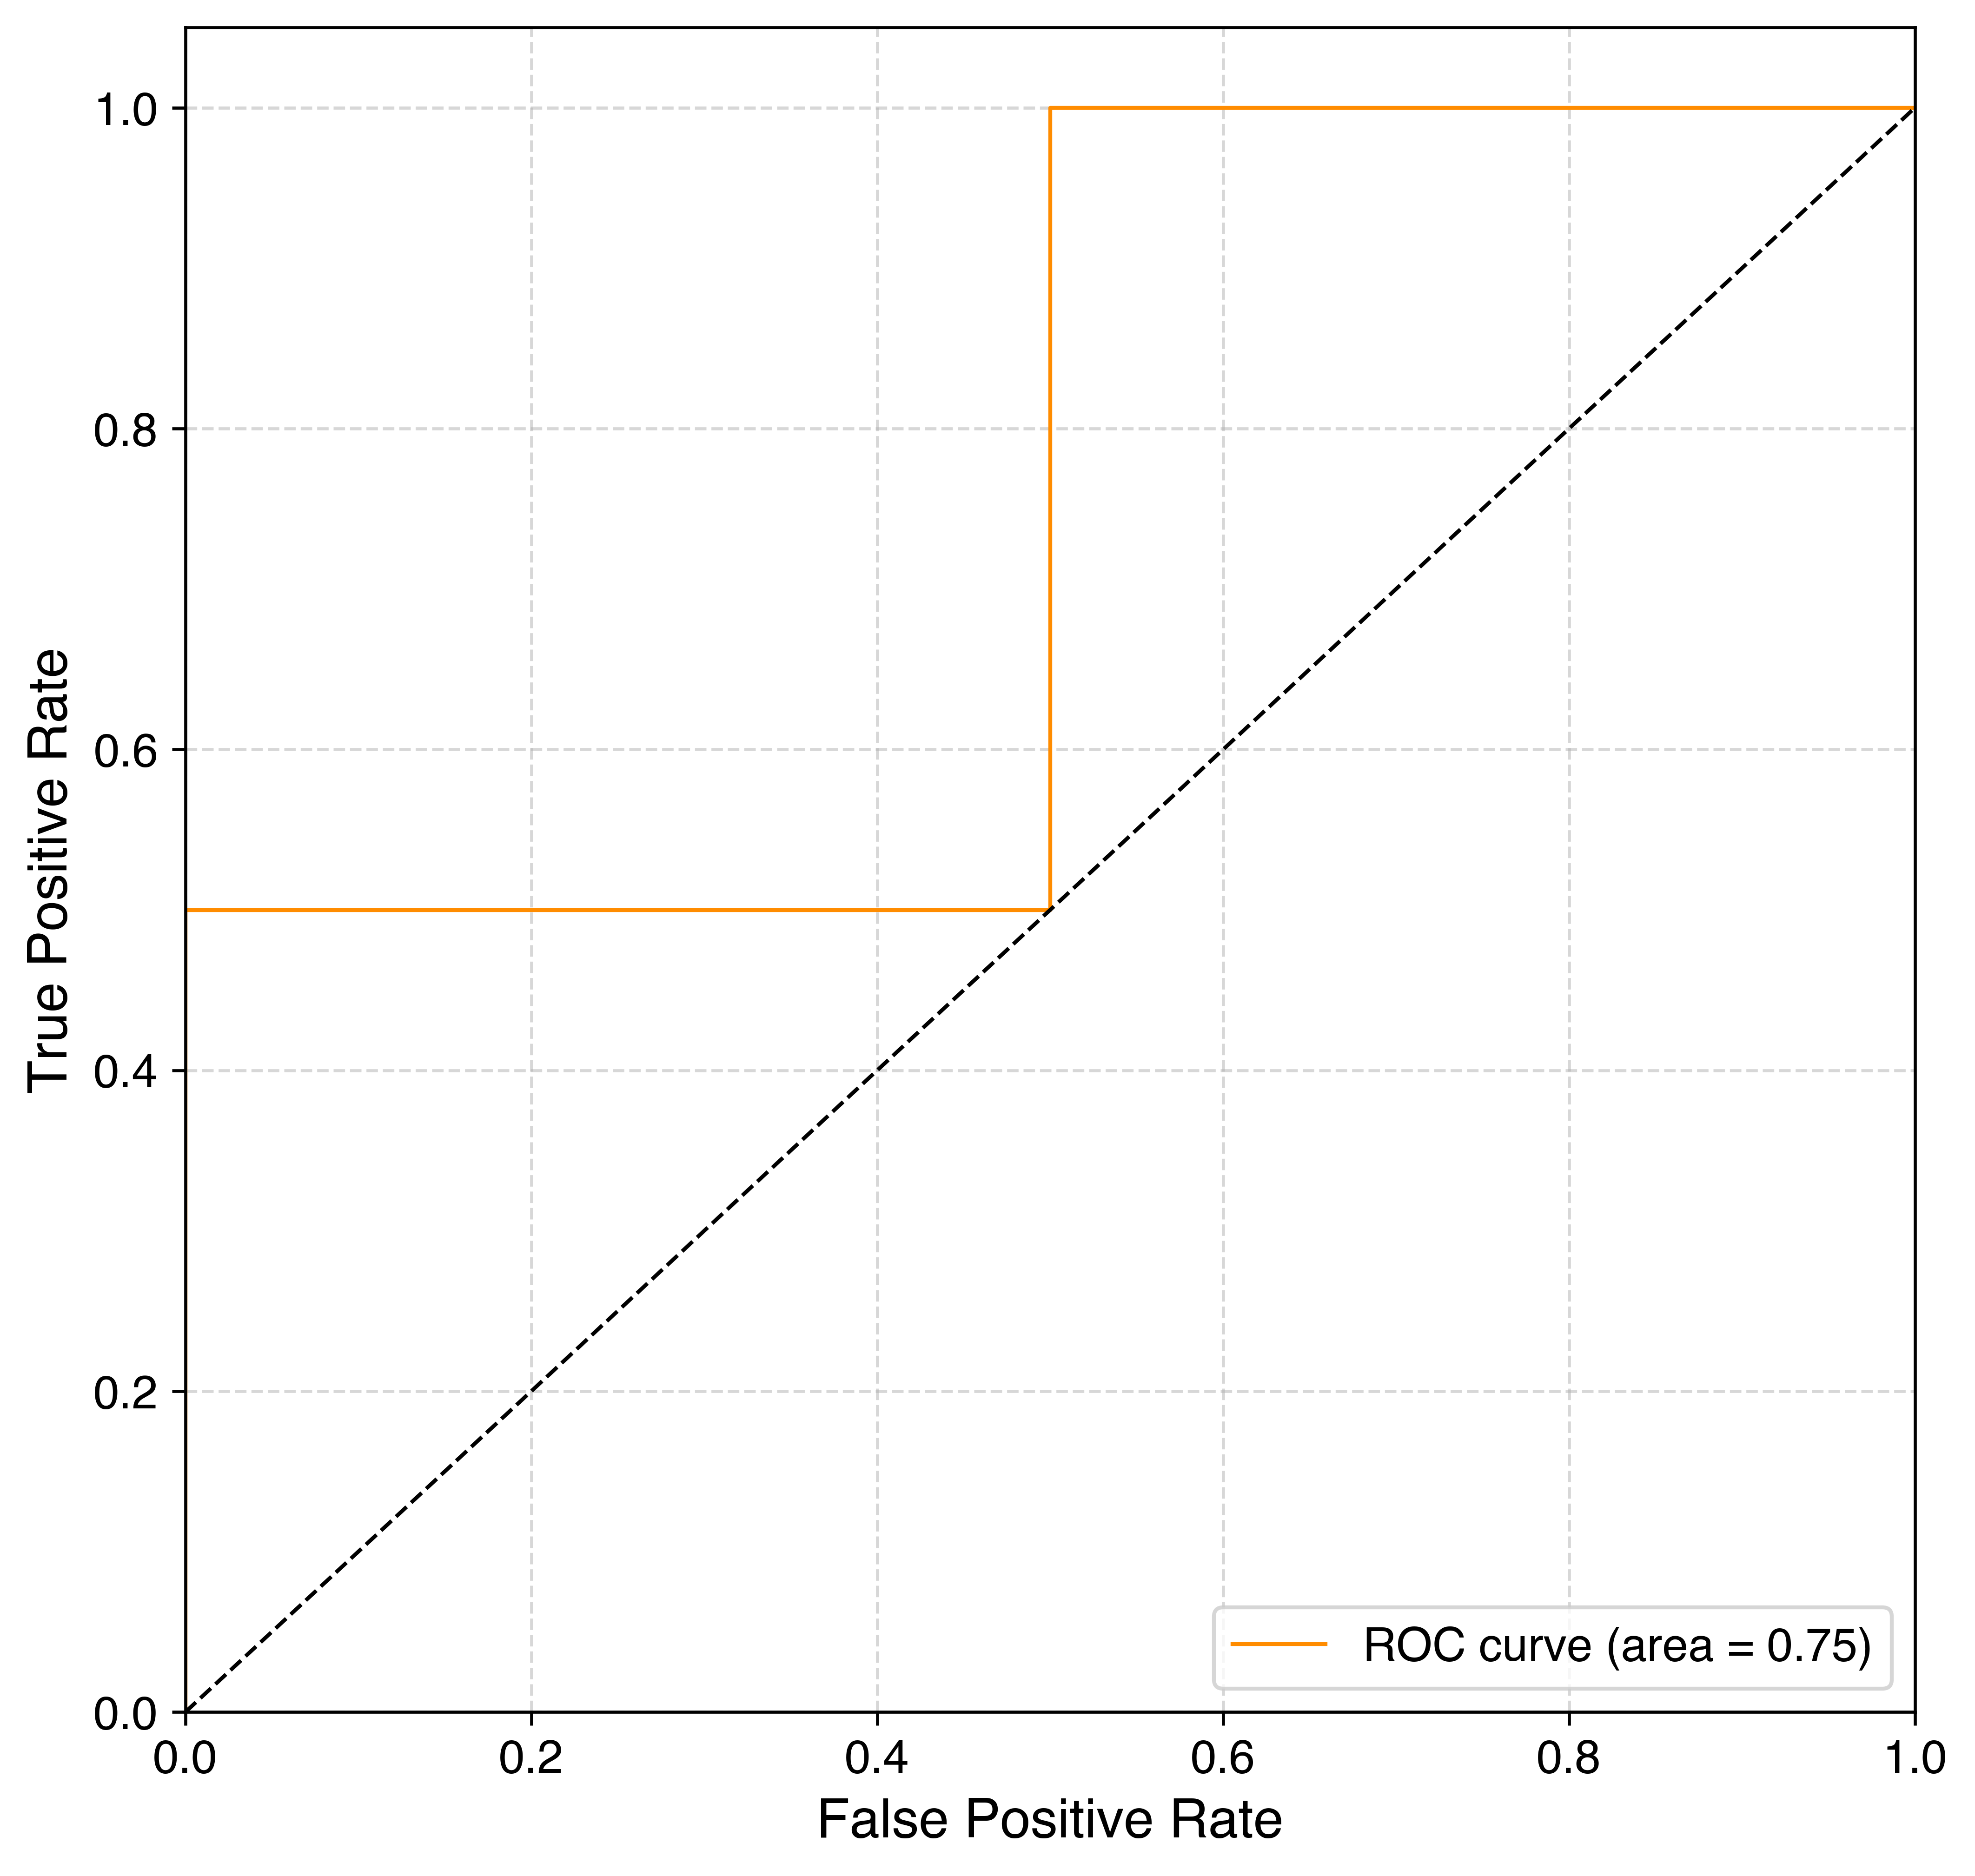 1.0
0.8
0.6
0.4
0.2
0.0
True Positive Rate
ROC curve (area = 0.75)
0.0 0.2 0.4 0.6 0.8 1.0
False Positive Rate